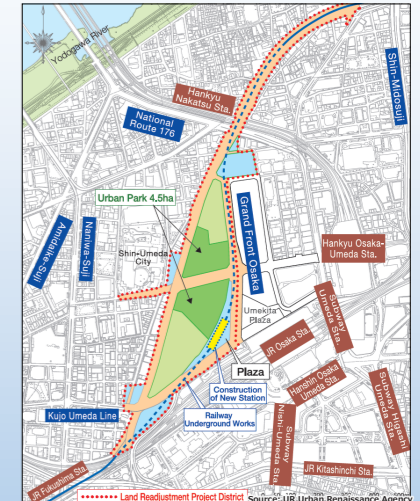 Yodogawa River
Shin-Midosuji
Hankyu
Nakatsu Sta.
National
Route 176
Urban Park 4.5ha
Grand Front Osaka
Naniwa-Suji
Shin-Umeda
City
Hankyu Osaka-
Umeda Sta.
Subway
Umeda Sta.
Umekita
Plaza
JR Osaka Sta.
Plaza
Hanshin Osaka
Umeda Sta.
Subway Higashi
Umeda Sta.
Construction
of New Station
Kujo Umeda Line
Railway
Underground Works
Subway
Nishi-Umeda Sta.
JR Fukushima Sta.
JR Kitashinchi Sta.
Land Readjustment Project District
Source: UR Urban Renaissance Agency